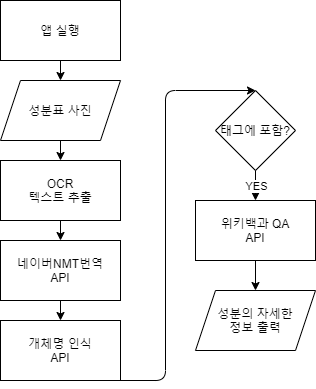 앱 실행
성분표 사진
OCR
텍스트 추출
네이버NMT번역
API
개체명 인식
API
태그에 포함?
YES
위키백과 QA
API
성분의 자세한
정보 출력